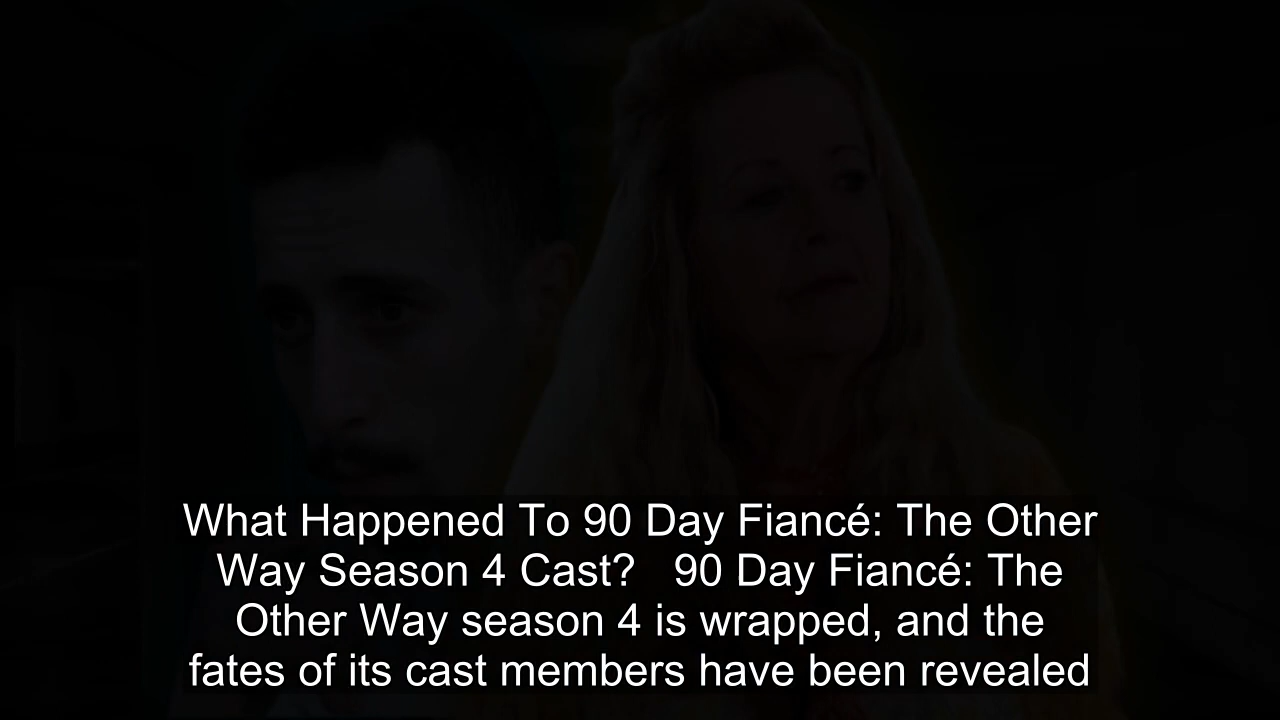 What Happened To 90 Day Fiancé: The Other
Way Season 4 Cast?   90 Day Fiancé: The
Other Way season 4 is wrapped, and the
fates of its cast members have been revealed